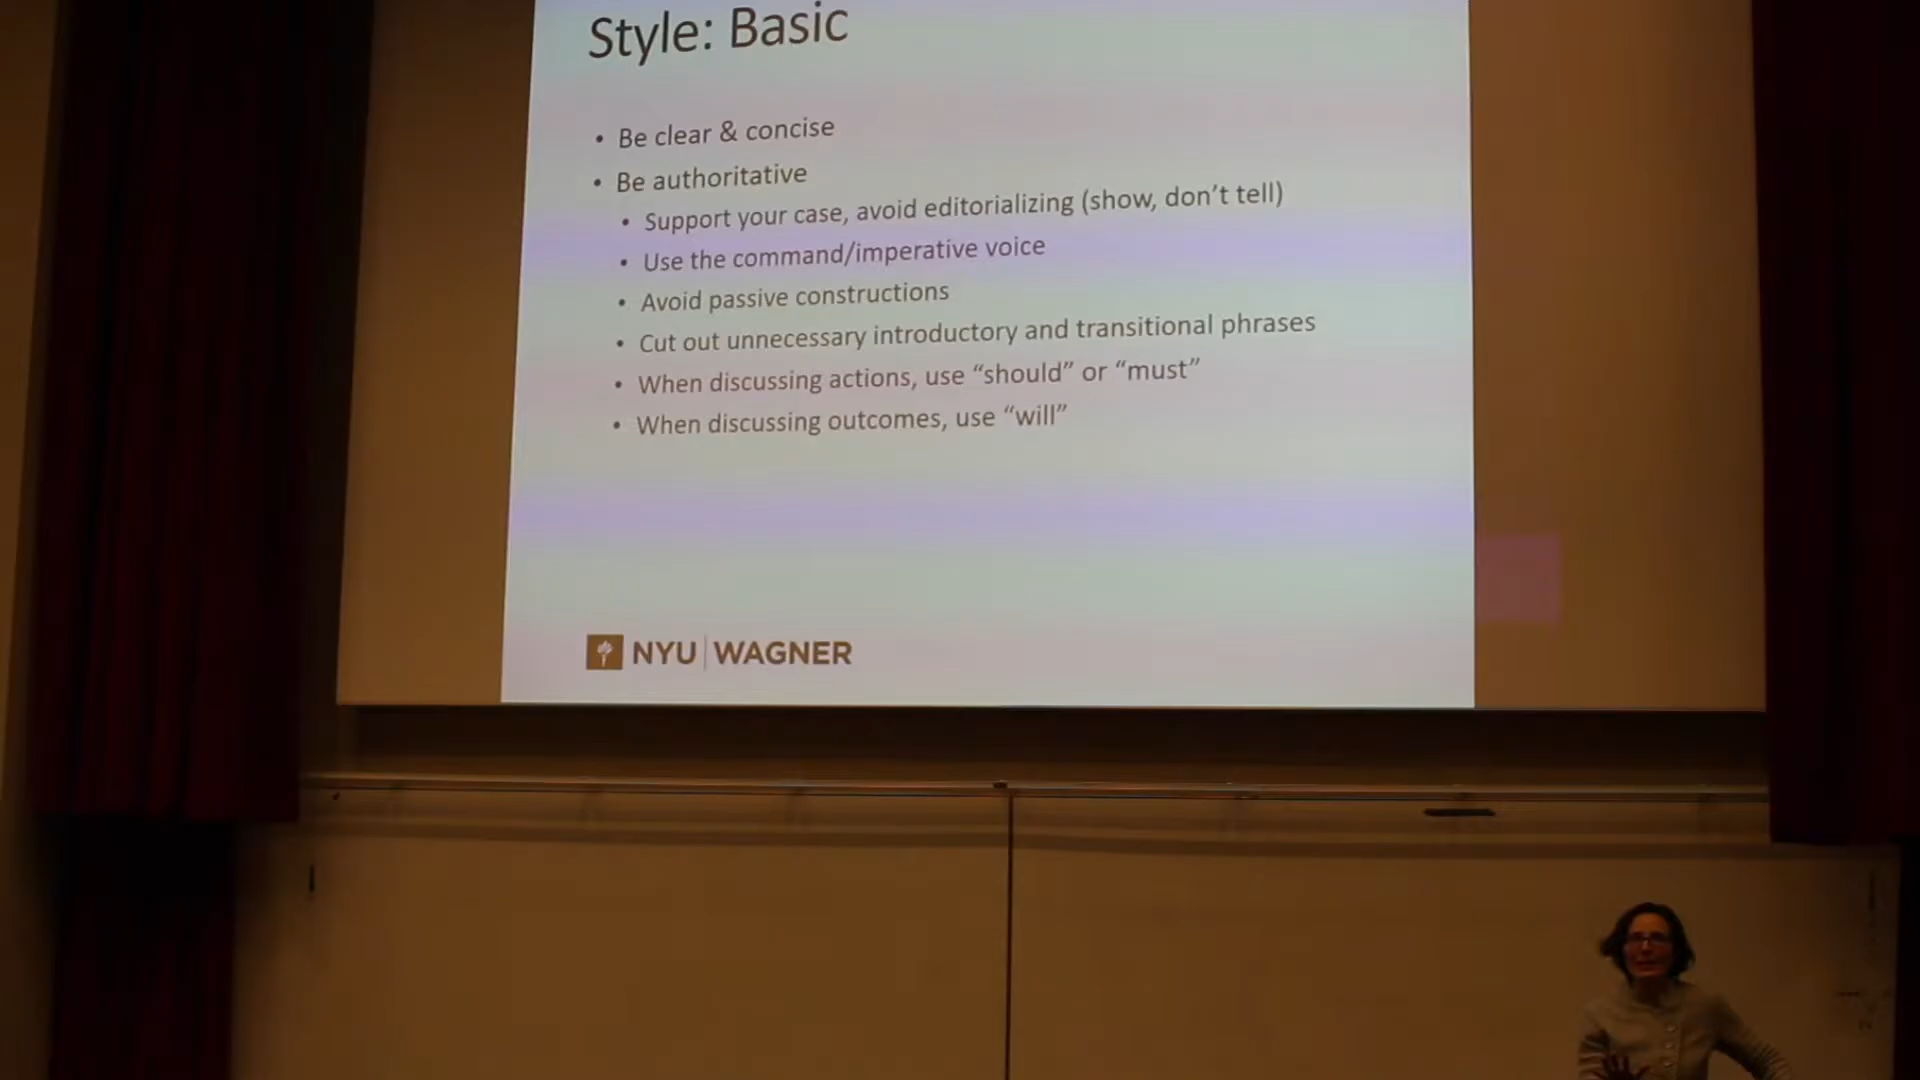 Style: Basic
• Be clear & concise
• Be authoritative
• Support your case, avoid editorializing (show, don’t tell)
• Use the command/imperative voice
• Avoid passive constructions
• Cut out unnecessary introductory and transitional phrases
• When discussing actions, use “should” or “must”
• When discussing outcomes, use “will”
NYU | WAGNER